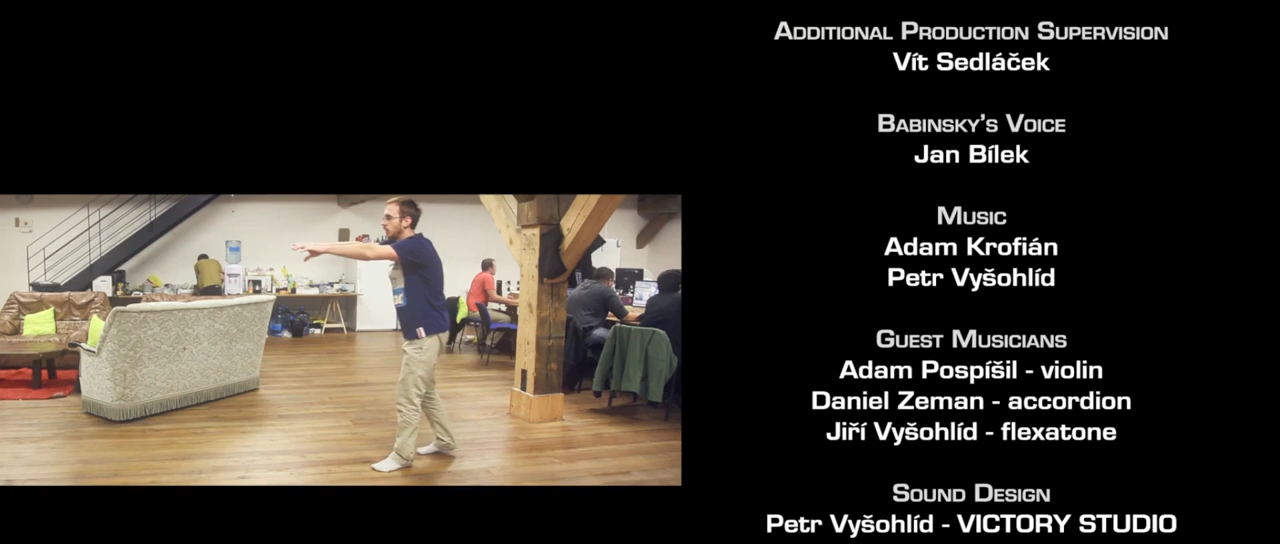 Additional Production Supervision
Vít Sedláček
Babinsky's Voice
Jan Bílek
Music
Adam Krofián
Petr Vyšohlíd
Guest Musicians
Adam Pospíšil - violin
Daniel Zeman - accordion
Jiří Vyšohlíd - flexatone
Sound Design
Petr Vyšohlíd - VICTORY STUDIO